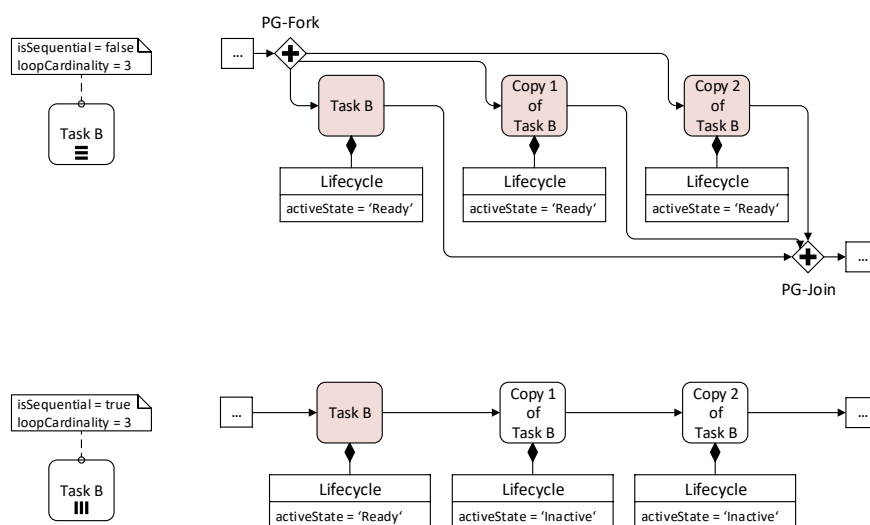 PG-Fork
isSequential = false
loopCardinality = 3
...
Task B
Copy 1
of
Task B
Copy 2
of
Task B
Task B
Lifecycle
activeState = ‘Ready‘
Lifecycle
activeState = ‘Ready‘
Lifecycle
activeState = ‘Ready‘
...
PG-Join
isSequential = true
loopCardinality = 3
...
Task B
Copy 1
of
Task B
Copy 2
of
Task B
...
Task B
Lifecycle
activeState = ‘Ready‘
Lifecycle
activeState = ‘Inactive‘
Lifecycle
activeState = ‘Inactive‘